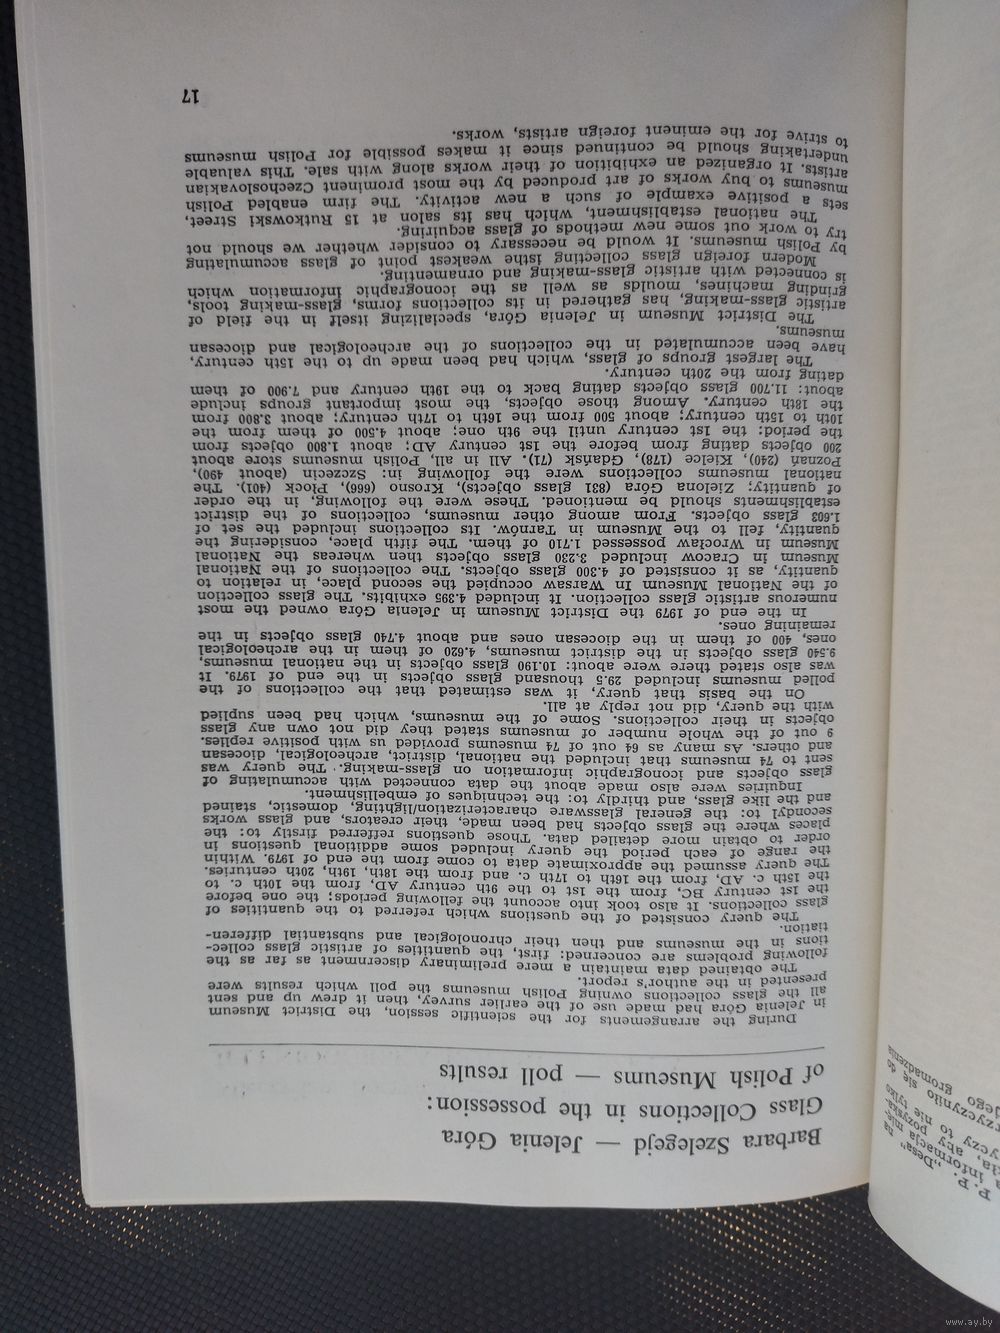 Barbara Szelegejd — Jelenia Góra
Glass Collections in the possession:
of Polish Museums — poll results
During the arrangements for the scientific session, the District Museum
in Jelenia Góra had made use of the earlier survey, then it drew up and sent
all the glass collections owning Polish museums the poll which results were
presented in the author's report.
The obtained data maintain a mere preliminary discernment as far as the
following problems are concerned: first, the quantities of artistic glass collec-
tions in the museums and then their chronological and substantial differen-
tiation.
The query consisted of the questions which referred to the quantities of
glass collections. It also took into account the following periods; the one before
the 1st century BC, from the 1st to the 9th century AD, from the 10th c. to
the 15th c. AD, from the 16th to 17th c. and from the 18th, 19th, 20th centuries.
The query assumed the approximate data to come from the end of 1979. Within
the range of each period the query included some additional questions in
order to obtain more detailed data. Those questions refferred firstly to: the
places where the glass objects had been made, their creators, and glass works
secondyl to: the general glassware characterization/lighting, domestic, stained
and the like glass, and thirdly to: the techniques of embellishment.
Inquiries were also made about the data connected with accumulating of
glass objects and iconographic information on glass-making. The query was
sent to 74 museums that included the national, district, archeological, diocesan
and others. As many as 64 out of 74 museums provided us with positive replies.
9 out of the whole number of museums stated they did not own any glass
objects in their collections. Some of the museums, which had been suplied
with the query, did not reply at all.
On the basis that query, it was estimated that the collections of the
polled museums included 29.5 thousand glass objects in the end of 1979. It
was also stated there were about: 10.190 glass objects in the national museums,
9.540 glass objects in the district museums, 4.620 of them in the archeological
ones, 400 of them in the diocesan ones and about 4.740 glass objects in the
remaining ones.
In the end of 1979 the District Museum in Jelenia Góra owned the most
numerous artistic glass collection. It included 4.395 exhibits. The glass collection
of the National Museum In Warsaw occupied the second place, in relation to
quantity, as it consisted of 4.300 glass objects. The collections of the National
Museum in Cracow included 3.230 glass objects then whereas the National
Museum in Wrocław possessed 1.710 of them. The fifth place, considering the
quantity, fell to the Museum in Tarnów. Its collections included the set of
1.603 glass objects. From among other museums, collections of the district
establishments should be mentioned. These were the following, in the order
of quantity; Zielona Góra (831 glass objects), Krosno (666), Płock (401). The
national museums collections were the following in: Szczecin (about 490),
Poznań (240), Kielce (178), Gdańsk (71). All in all, Polish museums store about
200 objects dating from before the 1st century AD; about 1.800 objects from
the period: the 1st century until the 9th one; about 4.500 of them from the
10th to 15th century; about 500 from the 16th to 17th century; about 3.800 from
the 18th century. Among those objects, the most important groups include
about: 11.700 glass objects dating back to the 19th century and 7.900 of them
dating from the 20th century.
The largest groups of glass, which had been made up to the 15th century,
have been accumulated in the collections of the archeological and diocesan
museums.
The District Museum in Jelenia Góra, specializing itself in the field of
artistic glass-making, has gathered in its collections forms, glass-making tools,
grinding machines, moulds as well as the iconographic information which
is connected with artistic glass-making and ornamenting.
Modern foreign glass collecting isthe weakest point of glass accumulating
by Polish museums. It would be necessary to consider whether we should not
try to work out some new methods of glass acquiring.
The national establishment, which has its salon at 15 Rutkowski Street,
sets a positive example of such a new activity. The firm enabled Polish
museums to buy works of art produced by the most prominent Czechoslovakian
artists. It organized an exhibition of their works along with sale. This valuable
undertaking should be continued since it makes possible for Polish museums
to strive for the eminent foreign artists, works.
17
P. P. „Desa" na
informacja mie-
aby pozyska-
czy to nie tylko
rzyczyniło się do
jego gromadzenia
www.ay.by